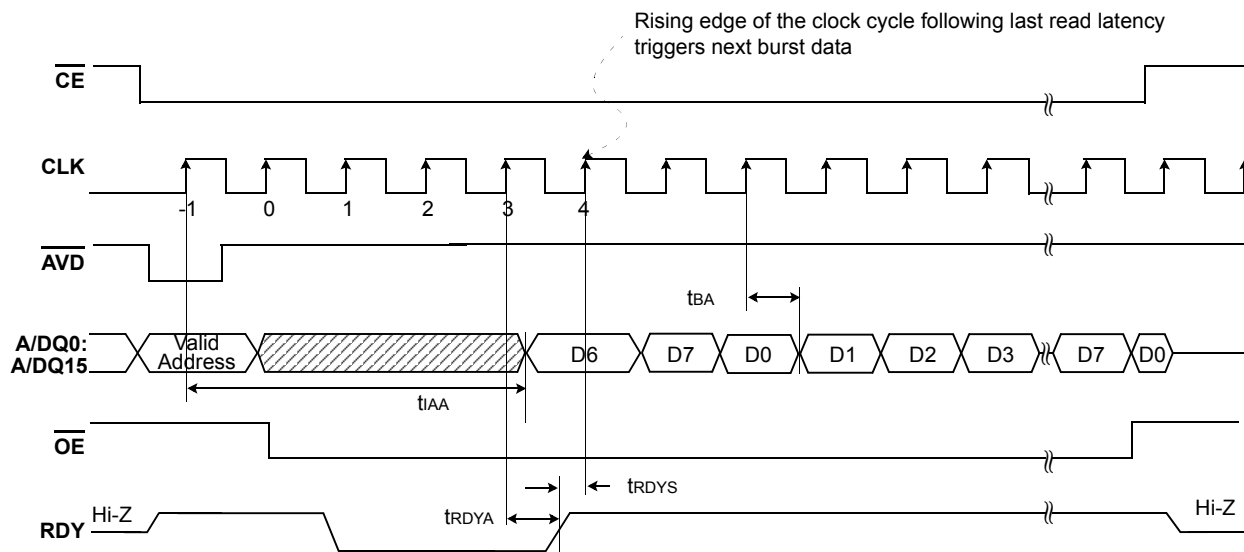 Rising edge of the clock cycle following last read latency
triggers next burst data
CE
CLK
-1 0 1 2 3 4
AVD
tBA
A/DQ0:
A/DQ15
Valid
Address
D6 D7 D0 D1 D2 D3 D7 D0
tIAA
OE
tRDYS
Hi-Z
tRDYA
Hi-Z
RDY